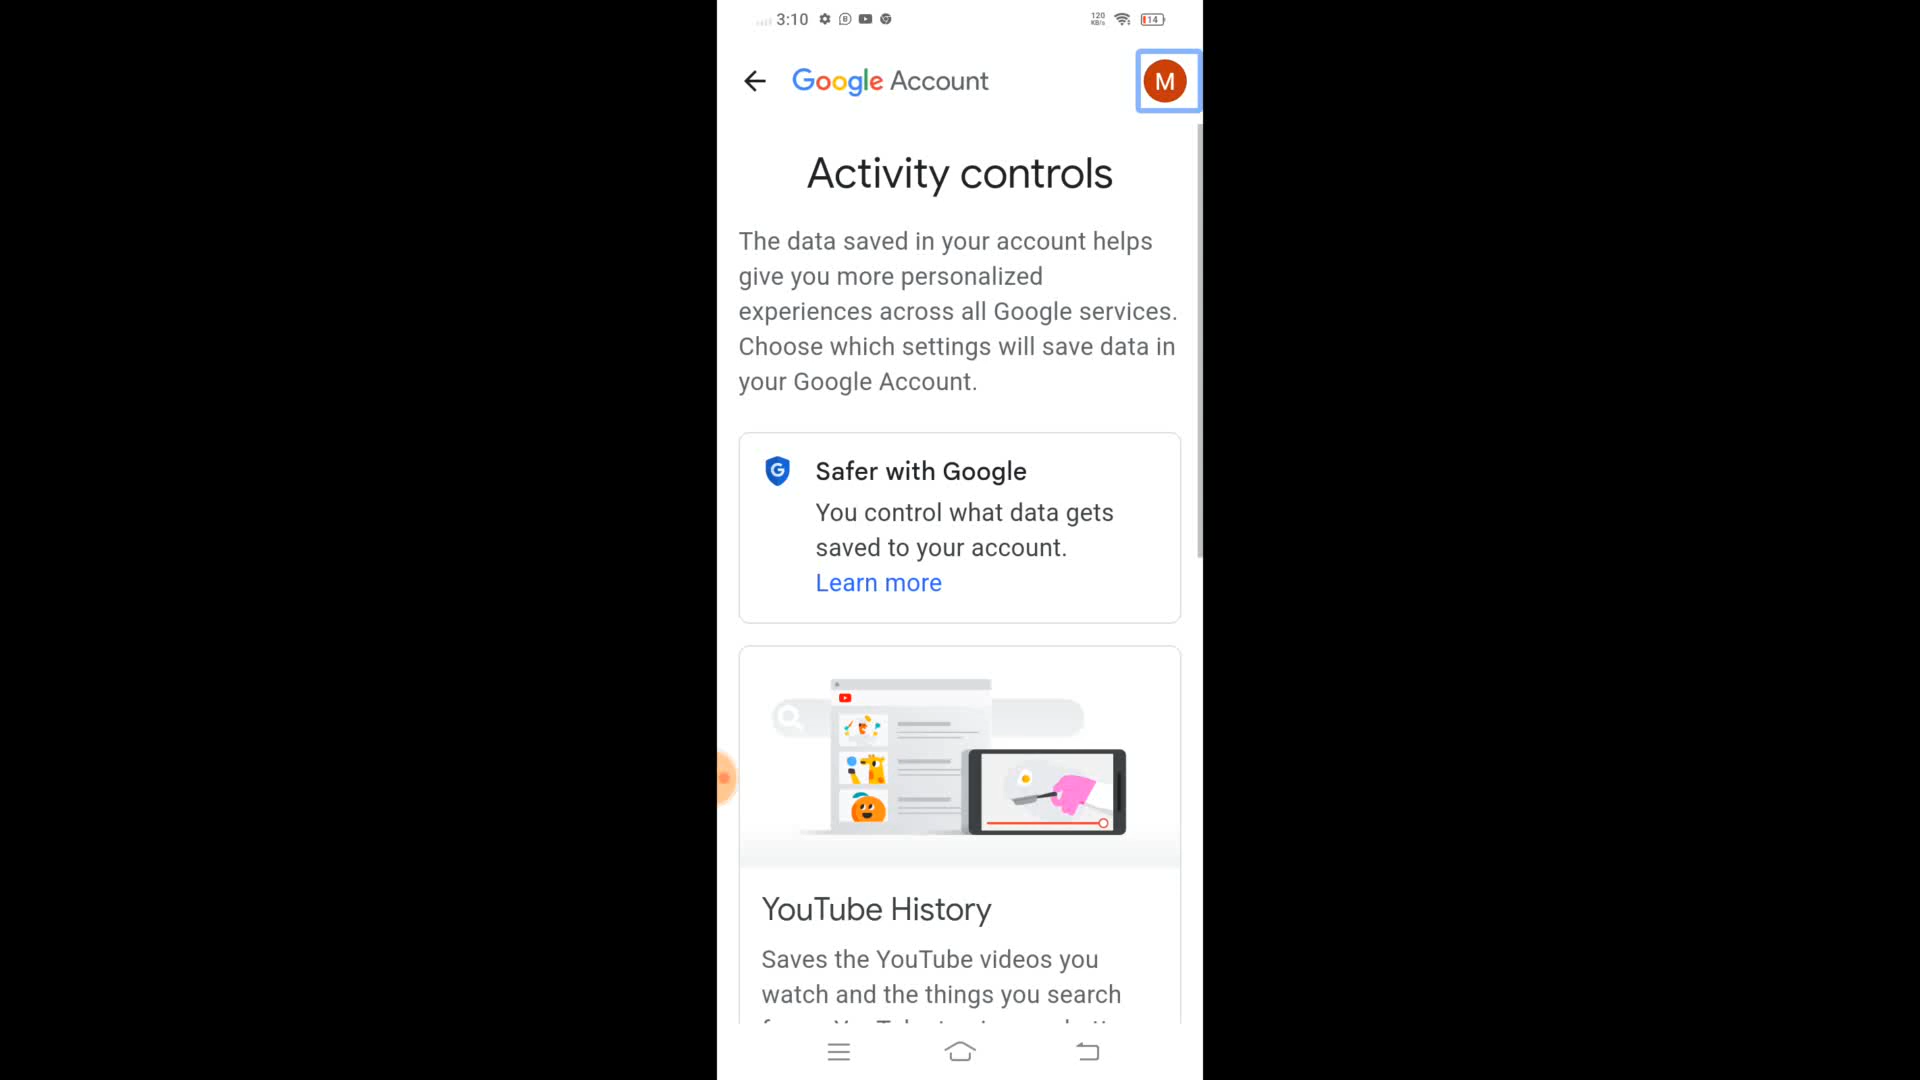 3:10
120
KB/s
14
Google Account
M
Activity controls
The data saved in your account helps
give you more personalized
experiences across all Google services.
Choose which settings will save data in
your Google Account.
G
Safer with Google
You control what data gets
saved to your account.
Learn more
YouTube History
Saves the YouTube videos you
watch and the things you search